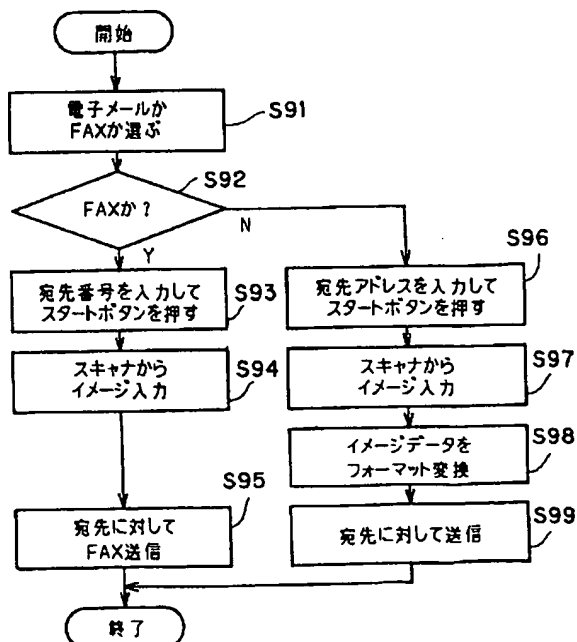 開始
電子メールか
FAXか選ぶ
S91
FAXか?
S92
N
Y
宛先番号を入力して
スタートボタンを押す
S93
スキャナから
イメージ入力
S94
宛先に対して
FAX送信
S95
宛先アドレスを入力して
スタートボタンを押す
S96
スキャナから
イメージ入力
S97
イメージデータを
フォーマット変換
S98
宛先に対して送信
S99
終了